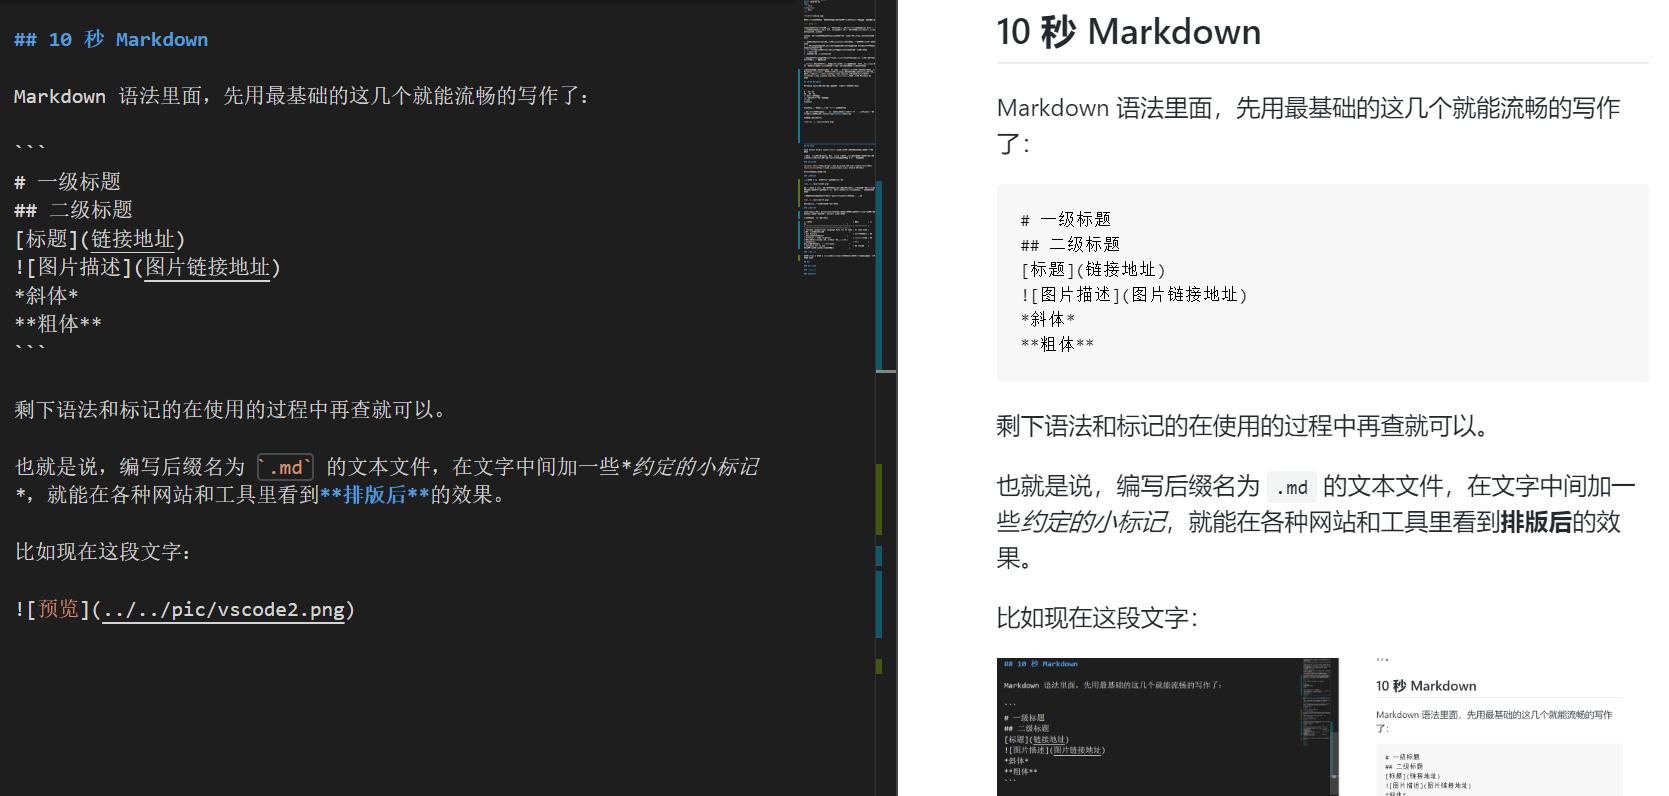 ## 10 秒 Markdown
Markdown 语法里面，先用最基础的这几个就能流畅的写作了：
```
# 一级标题
## 二级标题
[标题](链接地址)
![图片描述](图片链接地址)
*斜体*
**粗体**
```
剩下语法和标记的在使用的过程中再查就可以。
也就是说，编写后缀名为 `.md` 的文本文件，在文字中间加一些*约定的小标记
*，就能在各种网站和工具里看到**排版后**的效果。
比如现在这段文字：
![预览](../../pic/vscode2.png)
10 秒 Markdown
Markdown 语法里面，先用最基础的这几个就能流畅的写作
了：
# 一级标题
## 二级标题
[标题](链接地址)
![图片描述](图片链接地址)
*斜体*
**粗体**
剩下语法和标记的在使用的过程中再查就可以。
也就是说，编写后缀名为 .md 的文本文件，在文字中间加一
些约定的小标记，就能在各种网站和工具里看到排版后的效
果。
比如现在这段文字：
## 10 秒 Markdown
Markdown 语法里面，先用最基础的这几个就能流畅的写作了：
```
# 一级标题
## 二级标题
[标题](链接地址)
![图片描述](图片链接地址)
*斜体*
**粗体**
```
10 秒 Markdown
Markdown 语法里面，先用最基础的这几个就能流畅的写作
了：
# 一级标题
## 二级标题
[标题](链接地址)
![图片描述](图片链接地址)